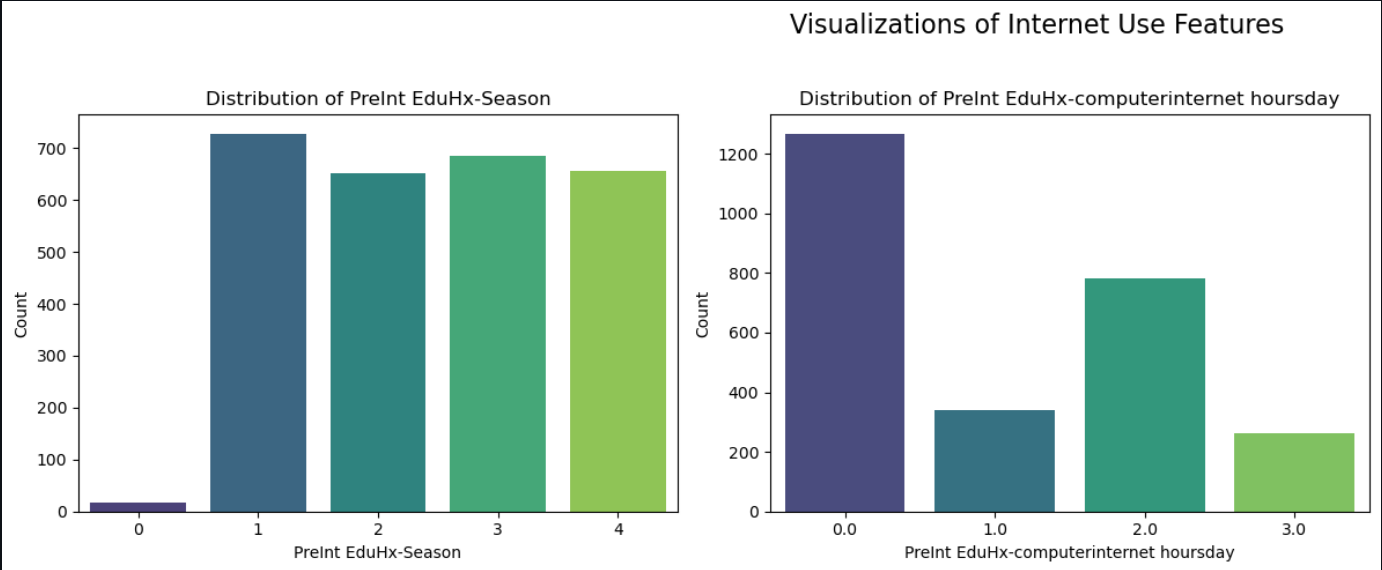 Visualizations of Internet Use Features
Distribution of PreInt EduHx-Season
700
600
500
400
300
200
100
0
Count
0 1 2 3 4
PreInt EduHx-Season
Distribution of PreInt EduHx-computerinternet hoursday
1200
1000
800
600
400
200
0
Count
0.0 1.0 2.0 3.0
PreInt EduHx-computerinternet hoursday